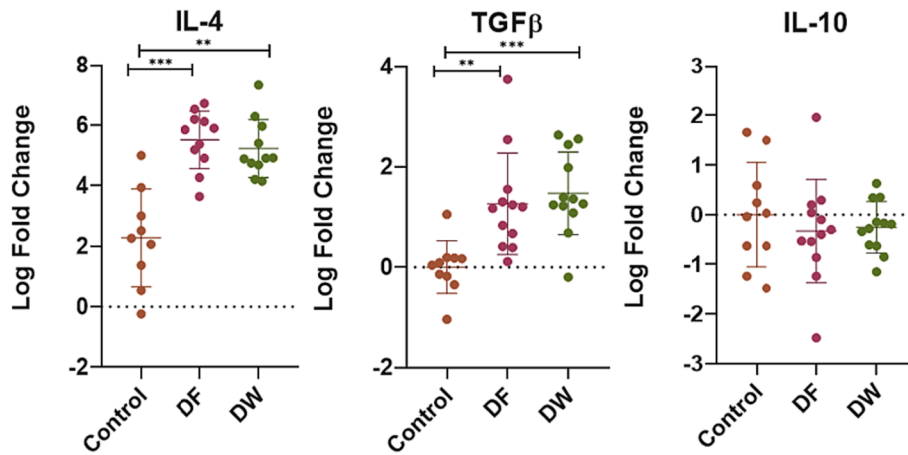 IL-4
**
***
Log Fold Change
8
6
4
2
0
-2
Control
DF
DW
TGFβ
***
**
Log Fold Change
4
2
0
-2
Control
DF
DW
IL-10
Log Fold Change
2
1
0
-1
-2
-3
Control
DF
DW